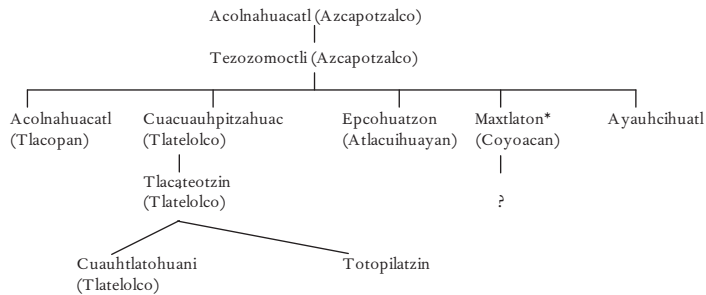 Acolnahuacatl (Azcapotzalco)
Tezozomoctli (Azcapotzalco)
Acolnahuacatl
(Tlacopan)
Cuacuauhpitzahuac
(Tlatelolco)
Epcohuatzon
(Atlacuihuayan)
Maxtlaton*
(Coyoacan)
Ayauhcihuatl
Tlacateotzin
(Tlatelolco)
?
Cuauhtlatohuani
(Tlatelolco)
Totopilatzin